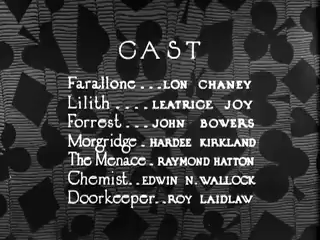 CAST
Farallone...LON CHANEY
Lilith....LEATRICE JOY
Forrest....JOHN BOWERS
Morgridge.HARDEE KIRKLAND
The Menace.RAYMOND HATTON
Chemist..EDWIN N. WALLOCK
Doorkeeper..ROY LAIDLAW